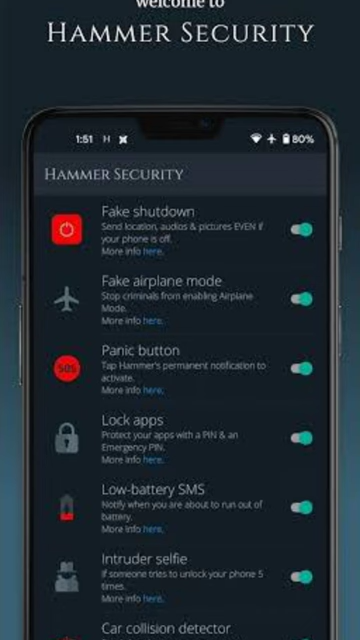 welcome to
HAMMER SECURITY
1:51 H 80%
HAMMER SECURITY
Fake shutdown
Send location, audios & pictures EVEN if
your phone is off.
More info here.
Fake airplane mode
Stop criminals from enabling Airplane
Mode.
More info here.
Panic button
Tap Hammer's permanent notification to
activate.
SOS
More info here.
Lock apps
Protect your apps with a PIN & an
Emergency PIN.
More info here.
Low-battery SMS
Notify when you are about to run out of
battery.
More info here.
Intruder selfie
If someone tries to unlock your phone 5
times.
More info here.
Car collision detector